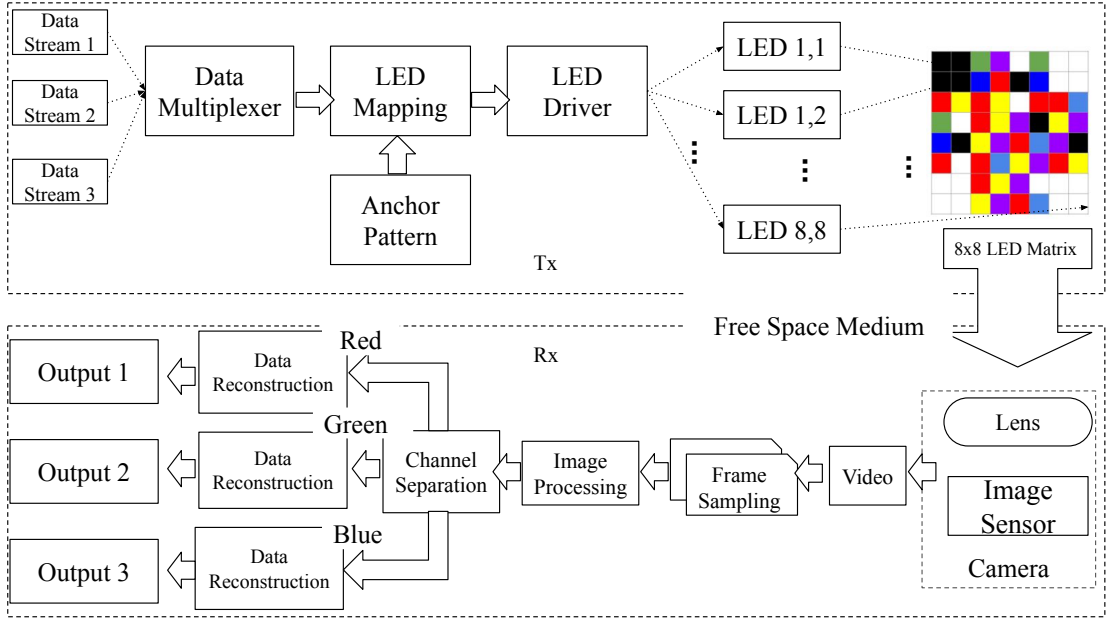 Data
Stream 1
Data
Stream 2
Data
Stream 3
Data
Multiplexer
LED
Mapping
Anchor
Pattern
LED
Driver
LED 1,1
LED 1,2
LED 8,8
8x8 LED Matrix
Tx
Free Space Medium
Rx
Lens
Image
Sensor
Camera
Video
Frame
Sampling
Image
Processing
Channel
Separation
Red
Green
Blue
Data
Reconstruction
Data
Reconstruction
Data
Reconstruction
Output 1
Output 2
Output 3